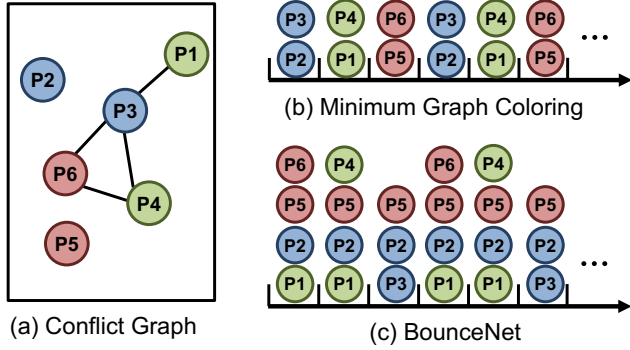 P1
P2
P3
P6
P4
P5
(a) Conflict Graph
P3 P4 P6 P3 P4 P6
P2 P1 P5 P2 P1 P5
...
(b) Minimum Graph Coloring
P6 P4 P6 P4
P5 P5 P5 P5 P5 P5
P2 P2 P2 P2 P2 P2
P1 P1 P3 P1 P1 P3
...
(c) BounceNet